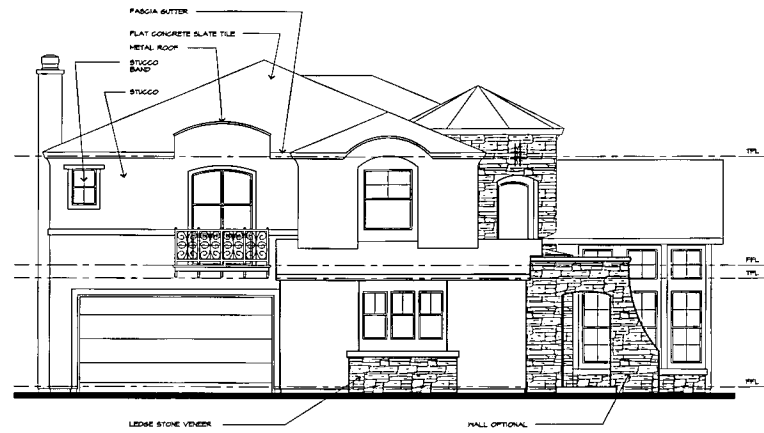 FASCIA GUTTER
FLAT CONCRETE SLATE TILE
METAL ROOF
STUCCO
BAND
STUCCO
TPL
FFL
TPL
FFL
LEDGE STONE VENEER
WALL OPTIONAL